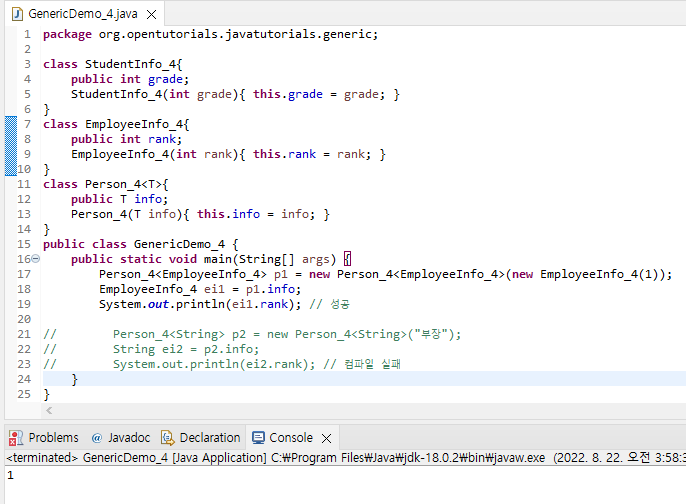 GenericDemo_4.java
1 package org.opentutorials.javatutorials.generic;
2
3 class StudentInfo_4{
4     public int grade;
5     StudentInfo_4(int grade){ this.grade = grade; }
6 }
7 class EmployeeInfo_4{
8     public int rank;
9     EmployeeInfo_4(int rank){ this.rank = rank; }
10 }
11 class Person_4<T>{
12     public T info;
13     Person_4(T info){ this.info = info; }
14 }
15 public class GenericDemo_4 {
16     public static void main(String[] args) {
17         Person_4<EmployeeInfo_4> p1 = new Person_4<EmployeeInfo_4>(new EmployeeInfo_4(1));
18         EmployeeInfo_4 ei1 = p1.info;
19         System.out.println(ei1.rank); // 성공
20
21 //         Person_4<String> p2 = new Person_4<String>("부장");
22 //         String ei2 = p2.info;
23 //         System.out.println(ei2.rank); // 컴파일 실패
24     }
25 }
Problems @ Javadoc Declaration Console
<terminated> GenericDemo_4 [Java Application] C:₩Program Files₩Java₩jdk-18.0.2₩bin₩javaw.exe (2022. 8. 22. 오전 3:58:3
1